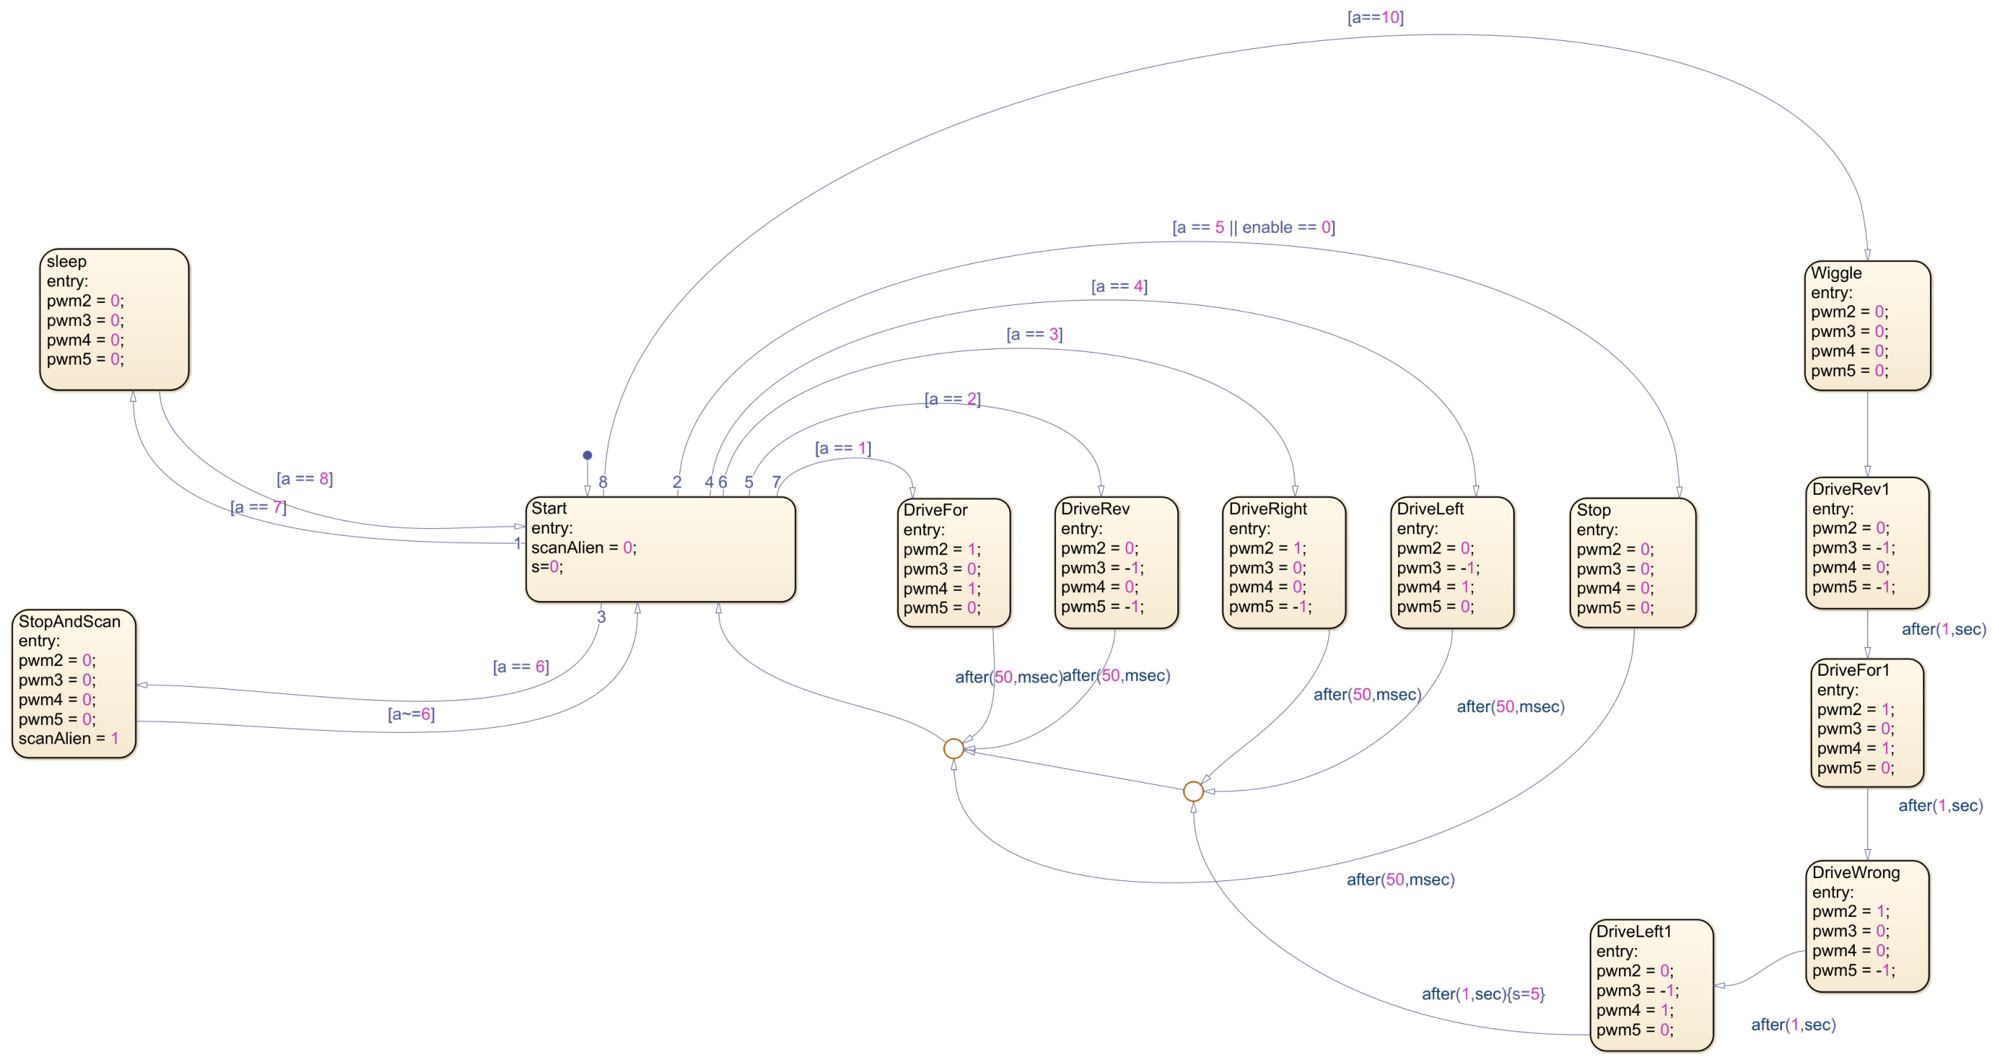 [a==10]
[a == 5 || enable == 0]
[a == 4]
[a == 3]
[a == 2]
[a == 1]
sleep
entry:
pwm2 = 0;
pwm3 = 0;
pwm4 = 0;
pwm5 = 0;
[a == 8]
[a == 7]
8
2
4
6
5
7
1
3
Start
entry:
scanAlien = 0;
s=0;
StopAndScan
entry:
pwm2 = 0;
pwm3 = 0;
pwm4 = 0;
pwm5 = 0;
scanAlien = 1
[a == 6]
[a~=6]
DriveFor
entry:
pwm2 = 1;
pwm3 = 0;
pwm4 = 1;
pwm5 = 0;
DriveRev
entry:
pwm2 = 0;
pwm3 = -1;
pwm4 = 0;
pwm5 = -1;
DriveRight
entry:
pwm2 = 1;
pwm3 = 0;
pwm4 = 0;
pwm5 = -1;
DriveLeft
entry:
pwm2 = 0;
pwm3 = -1;
pwm4 = 1;
pwm5 = 0;
Stop
entry:
pwm2 = 0;
pwm3 = 0;
pwm4 = 0;
pwm5 = 0;
after(50,msec)
after(50,msec)
after(50,msec)
after(50,msec)
after(50,msec)
Wiggle
entry:
pwm2 = 0;
pwm3 = 0;
pwm4 = 0;
pwm5 = 0;
DriveRev1
entry:
pwm2 = 0;
pwm3 = -1;
pwm4 = 0;
pwm5 = -1;
after(1,sec)
DriveFor1
entry:
pwm2 = 1;
pwm3 = 0;
pwm4 = 1;
pwm5 = 0;
after(1,sec)
DriveWrong
entry:
pwm2 = 1;
pwm3 = 0;
pwm4 = 0;
pwm5 = -1;
after(1,sec)
DriveLeft1
entry:
pwm2 = 0;
pwm3 = -1;
pwm4 = 1;
pwm5 = 0;
after(1,sec){s=5}